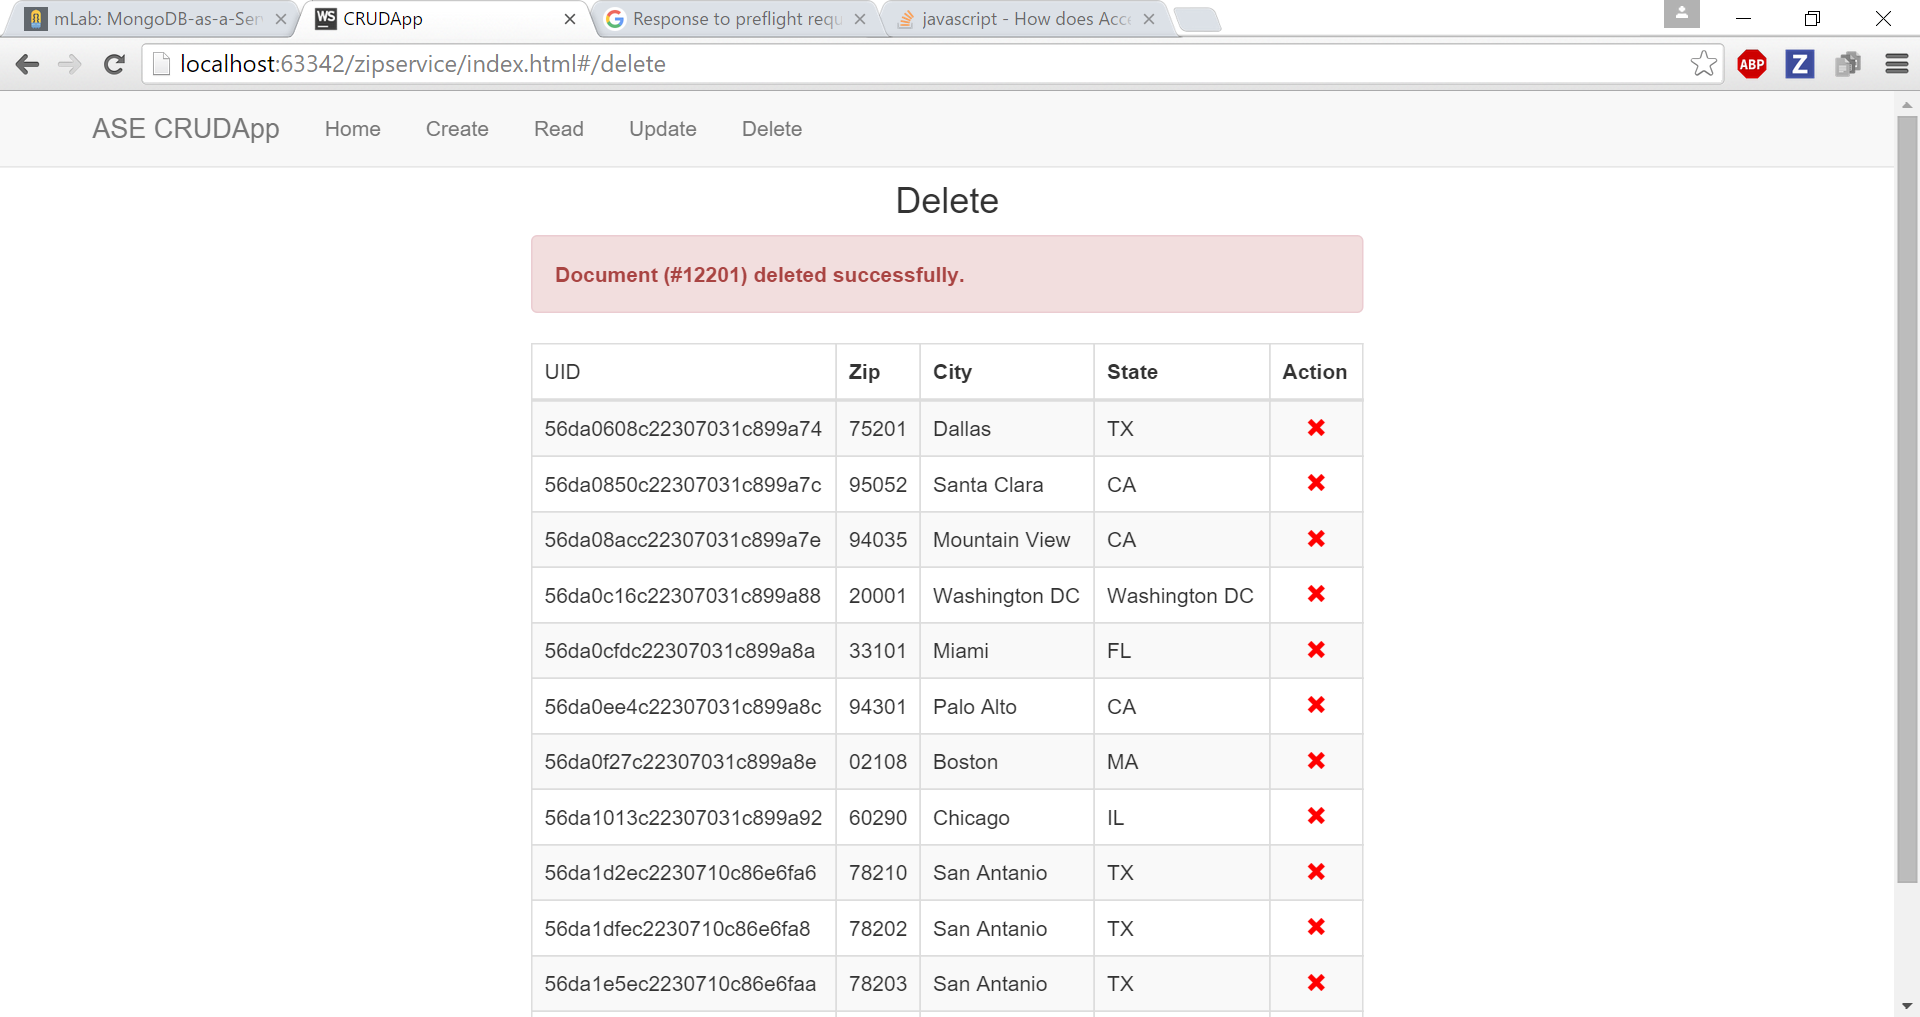 mLab: MongoDB-as-a-Ser
WS CRUDApp
Response to preflight requ
javascript - How does Acce
localhost:63342/zipservice/index.html#/delete
ABP
Z
ASE CRUDApp Home Create Read Update Delete
Delete
Document (#12201) deleted successfully.
UID Zip City State Action
56da0608c22307031c899a74 75201 Dallas TX
56da0850c22307031c899a7c 95052 Santa Clara CA
56da08acc22307031c899a7e 94035 Mountain View CA
56da0c16c22307031c899a88 20001 Washington DC Washington DC
56da0cfdc22307031c899a8a 33101 Miami FL
56da0ee4c22307031c899a8c 94301 Palo Alto CA
56da0f27c22307031c899a8e 02108 Boston MA
56da1013c22307031c899a92 60290 Chicago IL
56da1d2ec2230710c86e6fa6 78210 San Antanio TX
56da1dfec2230710c86e6fa8 78202 San Antanio TX
56da1e5ec2230710c86e6faa 78203 San Antanio TX